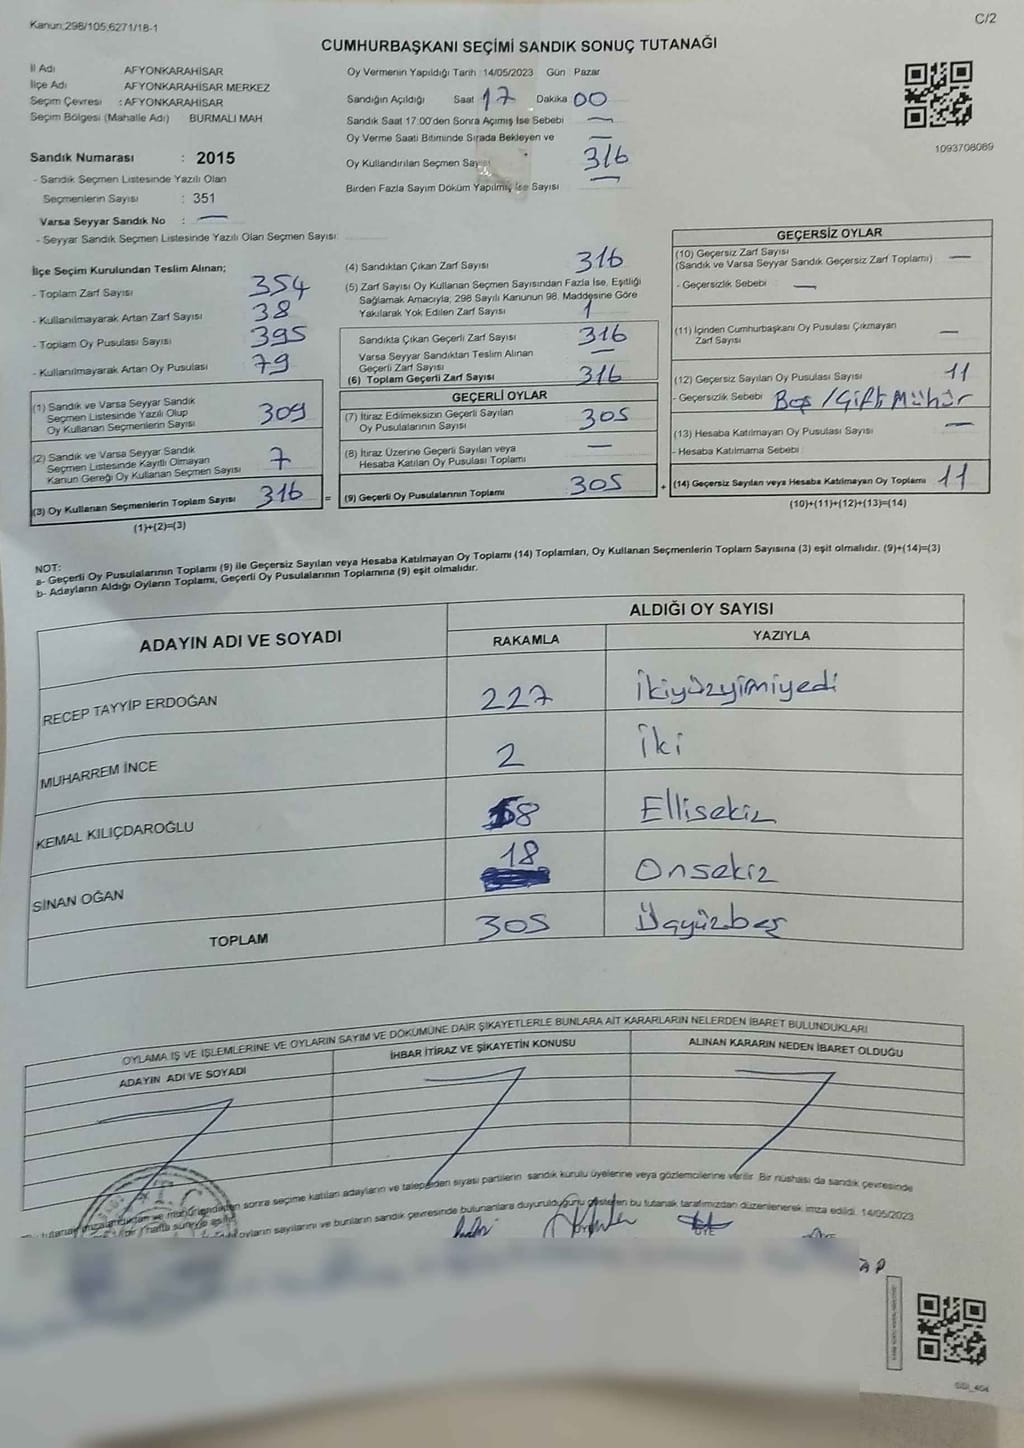 Kanun;298/105;6271/18-1
C/2
CUMHURBAŞKANI SEÇİMİ SANDIK SONUÇ TUTANAĞI
İl Adı AFYONKARAHİSAR
İlçe Adı AFYONKARAHİSAR MERKEZ
Seçim Çevresi : AFYONKARAHİSAR
Seçim Bölgesi (Mahalle Adı) BURMALI MAH
Sandık Numarası : 2015
- Sandık Seçmen Listesinde Yazılı Olan
Seçmenlerin Sayısı : 351
Varsa Seyyar Sandık No : —
- Seyyar Sandık Seçmen Listesinde Yazılı Olan Seçmen Sayısı:
Oy Vermenin Yapıldığı Tarih : 14/05/2023 Gün : Pazar
Sandığın Açıldığı Saat 17 Dakika 00
Sandık Saat 17:00'den Sonra Açılmış İse Sebebi —
Oy Verme Saati Bitiminde Sırada Bekleyen ve —
Oy Kullandırılan Seçmen Sayısı 316
Birden Fazla Sayım Döküm Yapılmış İse Sayısı —
1093708089
İlçe Seçim Kurulundan Teslim Alınan;
- Toplam Zarf Sayısı 354
- Kullanılmayarak Artan Zarf Sayısı 38
- Toplam Oy Pusulası Sayısı 395
- Kullanılmayarak Artan Oy Pusulası 79
(1) Sandık ve Varsa Seyyar Sandık
Seçmen Listesinde Yazılı Olup
Oy Kullanan Seçmenlerin Sayısı 309
(2) Sandık ve Varsa Seyyar Sandık
Seçmen Listesinde Kayıtlı Olmayan
Kanun Gereği Oy Kullanan Seçmen Sayısı 7
(3) Oy Kullanan Seçmenlerin Toplam Sayısı 316
(1)+(2)=(3)
(4) Sandıktan Çıkan Zarf Sayısı 316
(5) Zarf Sayısı Oy Kullanan Seçmen Sayısından Fazla İse, Eşitliği
Sağlamak Amacıyla; 298 Sayılı Kanunun 98. Maddesine Göre
Yakılarak Yok Edilen Zarf Sayısı 1
Sandıkta Çıkan Geçerli Zarf Sayısı 316
Varsa Seyyar Sandıktan Teslim Alınan
Geçerli Zarf Sayısı —
(6) Toplam Geçerli Zarf Sayısı 316
GEÇERLİ OYLAR
(7) İtiraz Edilmeksizin Geçerli Sayılan
Oy Pusulalarının Sayısı 305
(8) İtiraz Üzerine Geçerli Sayılan veya
Hesaba Katılan Oy Pusulası Toplamı —
= (9) Geçerli Oy Pusulalarının Toplamı 305
GEÇERSİZ OYLAR
(10) Geçersiz Zarf Sayısı
(Sandık ve Varsa Seyyar Sandık Geçersiz Zarf Toplamı) —
- Geçersizlik Sebebi : —
(11) İçinden Cumhurbaşkanı Oy Pusulası Çıkmayan
Zarf Sayısı —
(12) Geçersiz Sayılan Oy Pusulası Sayısı 11
- Geçersizlik Sebebi : Boş / Çift Mühür
(13) Hesaba Katılmayan Oy Pusulası Sayısı —
- Hesaba Katılmama Sebebi :
+ (14) Geçersiz Sayılan veya Hesaba Katılmayan Oy Toplamı 11
(10)+(11)+(12)+(13)=(14)
NOT:
a- Geçerli Oy Pusulalarının Toplamı (9) ile Geçersiz Sayılan veya Hesaba Katılmayan Oy Toplamı (14) Toplamları, Oy Kullanan Seçmenlerin Toplam Sayısına (3) eşit olmalıdır. (9)+(14)=(3)
b- Adayların Aldığı Oyların Toplamı, Geçerli Oy Pusulalarının Toplamına (9) eşit olmalıdır.
ADAYIN ADI VE SOYADI ALDIĞI OY SAYISI
RAKAMLA YAZIYLA
RECEP TAYYİP ERDOĞAN 227 İkiyüzyirmiyedi
MUHARREM İNCE 2 İki
KEMAL KILIÇDAROĞLU 58 Ellisekiz
SİNAN OĞAN 18 Onsekiz
TOPLAM 305 Üçyüzbeş
OYLAMA İŞ VE İŞLEMLERİNE VE OYLARIN SAYIM VE DÖKÜMÜNE DAİR ŞİKAYETLERLE BUNLARA AİT KARARLARIN NELERDEN İBARET BULUNDUKLARI
ADAYIN ADI VE SOYADI İHBAR İTİRAZ VE ŞİKAYETİN KONUSU ALINAN KARARIN NEDEN İBARET OLDUĞU
sonra seçime katılan adayların ve talepeden siyasi partilerin sandık kurulu üyelerine veya gözlemcilerine verilir. Bir nüshası da sandık çevresinde
oyların sayılarını ve bunların sandık çevresinde bulunanlara duyurulduğunu gösteren bu tutanak tarafımızdan düzenlenerek imza edildi. 14/05/2023
ÜYE